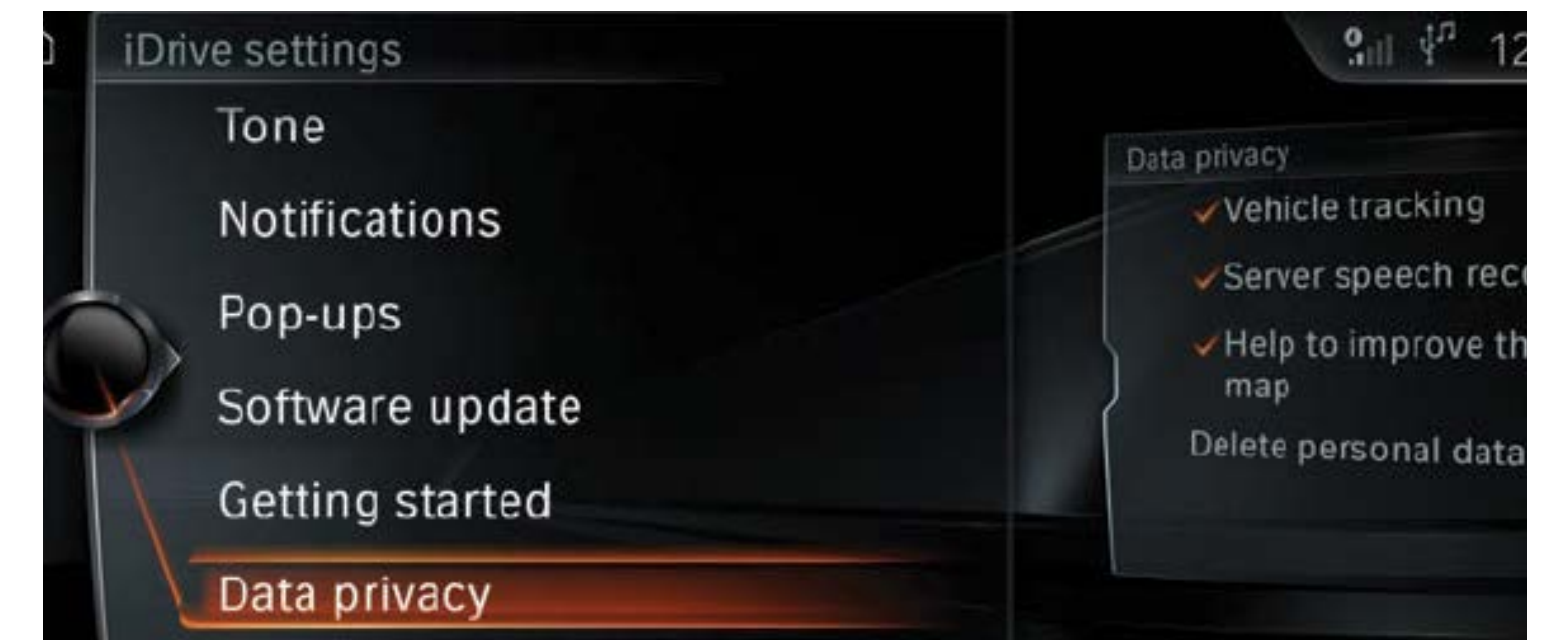 iDrive settings
12
Tone
Notifications
Pop-ups
Software update
Getting started
Data privacy
Data privacy
Vehicle tracking
Server speech
Help to improve
map
Delete personal data